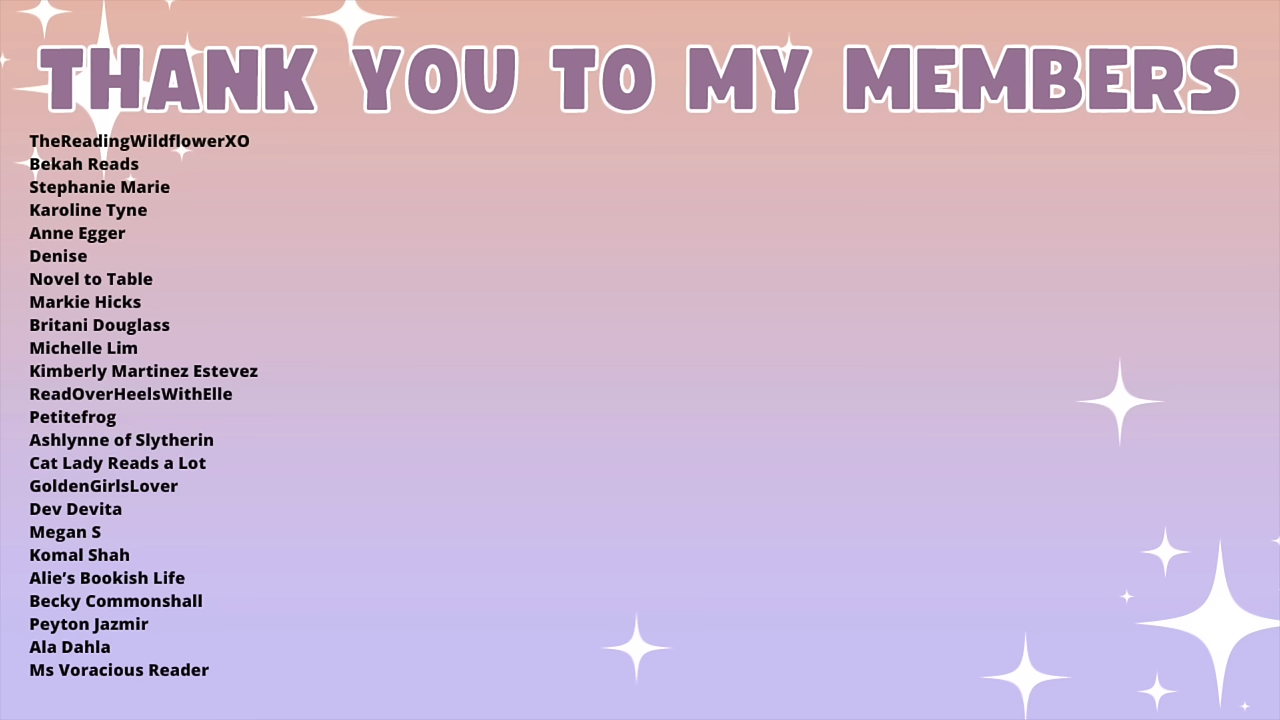 THANK YOU TO MY MEMBERS
TheReadingWildflowerXO
Bekah Reads
Stephanie Marie
Karoline Tyne
Anne Egger
Denise
Novel to Table
Markie Hicks
Britani Douglass
Michelle Lim
Kimberly Martinez Estevez
ReadOverHeelsWithElle
Petitefrog
Ashlynne of Slytherin
Cat Lady Reads a Lot
GoldenGirlsLover
Dev Devita
Megan S
Komal Shah
Alie’s Bookish Life
Becky Commonshall
Peyton Jazmir
Ala Dahla
Ms Voracious Reader